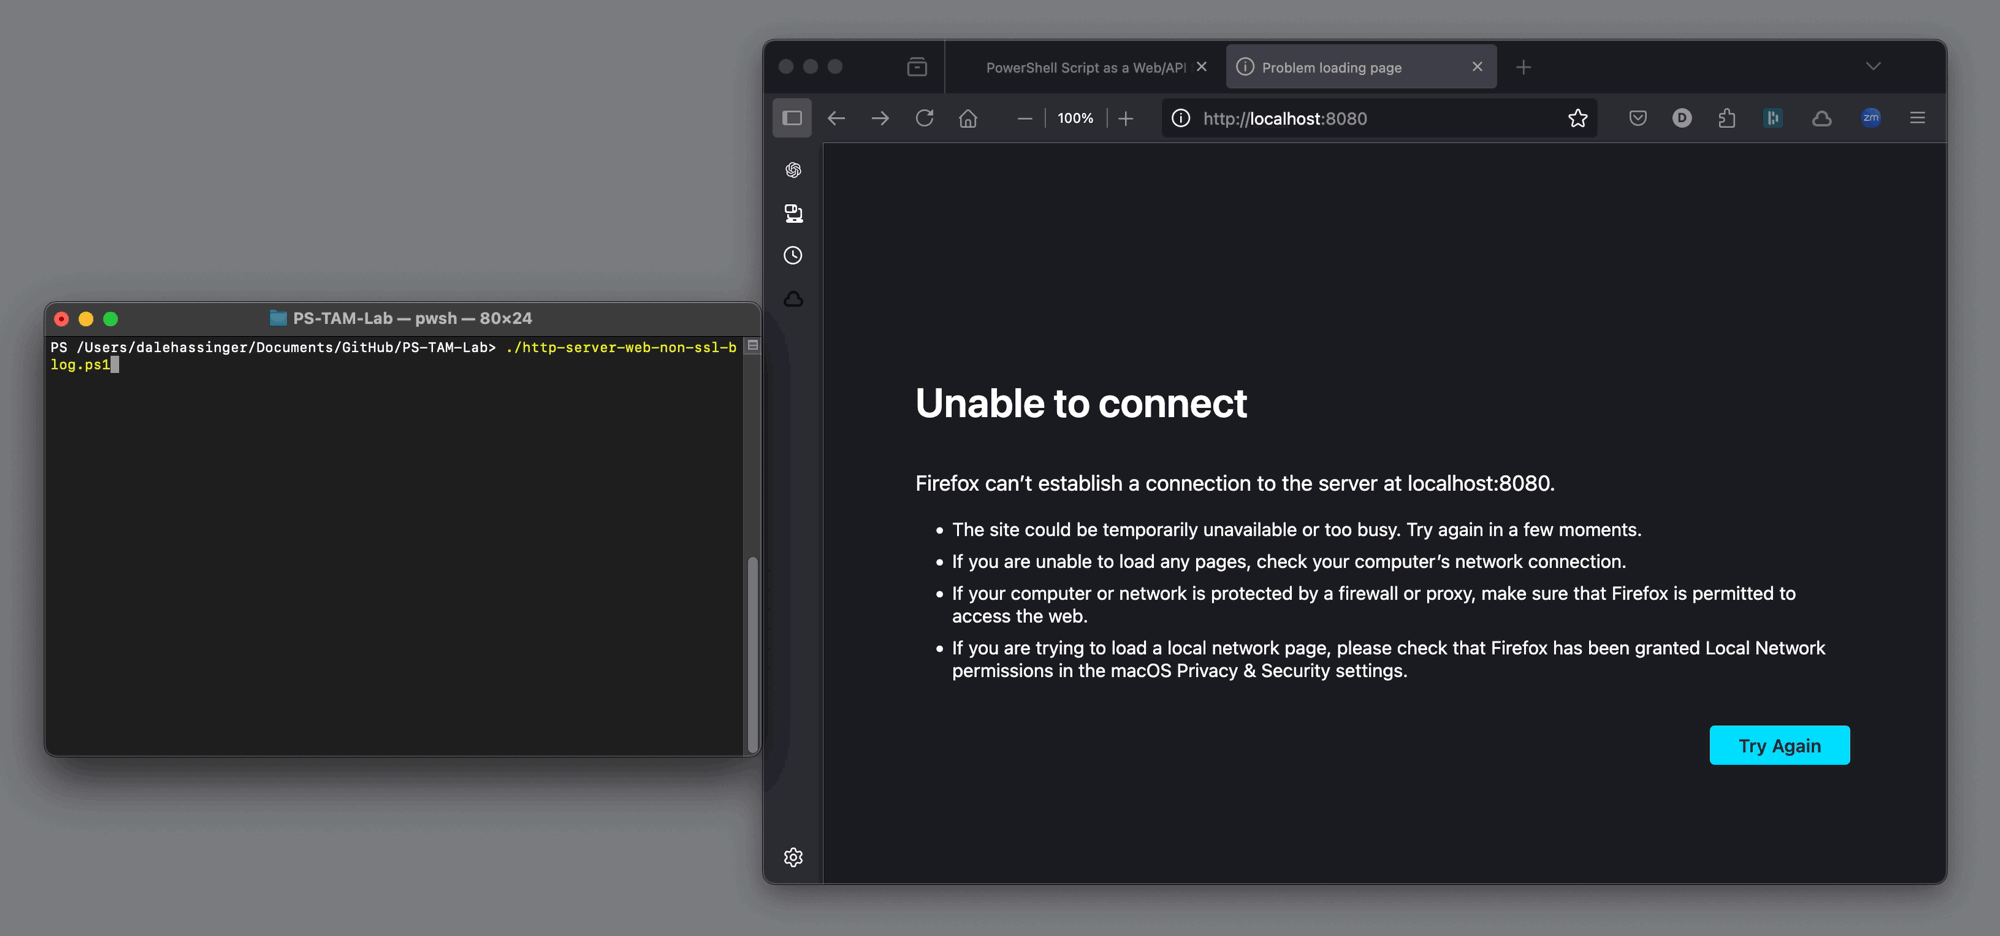 PS-TAM-Lab — pwsh — 80×24
PS /Users/dalehassinger/Documents/GitHub/PS-TAM-Lab> ./http-server-web-non-ssl-b
log.ps1
PowerShell Script as a Web/API
Problem loading page
100%
http://localhost:8080
D
zm
Unable to connect
Firefox can’t establish a connection to the server at localhost:8080.
• The site could be temporarily unavailable or too busy. Try again in a few moments.
• If you are unable to load any pages, check your computer’s network connection.
• If your computer or network is protected by a firewall or proxy, make sure that Firefox is permitted to
access the web.
• If you are trying to load a local network page, please check that Firefox has been granted Local Network
permissions in the macOS Privacy & Security settings.
Try Again